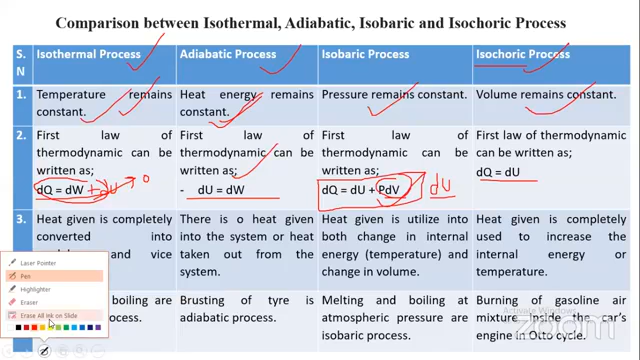 Comparison between Isothermal, Adiabatic, Isobaric and Isochoric Process
S. N
Isothermal Process
Adiabatic Process
Isobaric Process
Isochoric Process
1.
Temperature remains
constant.
Heat energy remains
constant.
Pressure remains constant.
Volume remains constant.
2.
First law of
thermodynamic can be
written as;
dQ = dW + dU → 0
First law of
thermodynamic can be
written as;
- dU = dW
First law of
thermodynamic can be
written as;
dQ = dU + PdV dU
First law of thermodynamic
can be written as;
dQ = dU
3.
Heat given is completely
converted into
vice
There is 0 heat given
into the system or heat
taken out from the
system.
Heat given is utilize into
both change in internal
energy (temperature) and
and change in volume.
Heat given is completely
used to increase the
internal energy or
temperature.
boiling are
process.
Brusting of tyre is
adiabatic process.
Melting and boiling at
atmospheric pressure are
isobaric process.
Burning of gasoline air
mixture inside the car's
engine in Otto cycle.
Laser Pointer
Pen
Highlighter
Eraser
Erase All Ink on Slide
Activate Windows
zoom